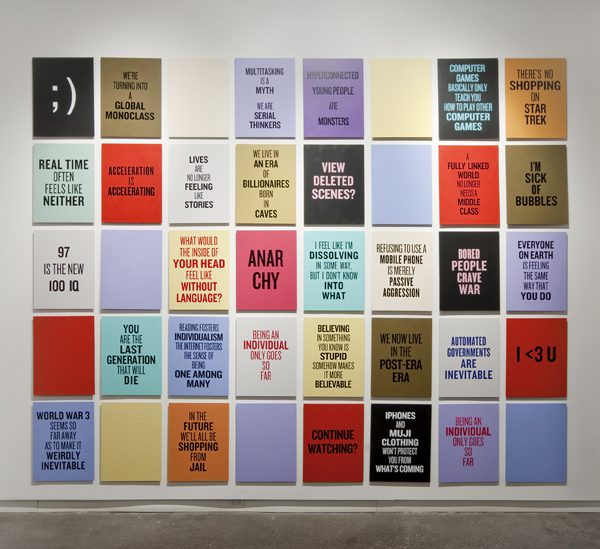 ;)
WE'RE
TURNING INTO
A
GLOBAL
MONOCLASS
MULTITASKING
IS A
MYTH
WE ARE
SERIAL
THINKERS
HYPERCONNECTED
YOUNG PEOPLE
ARE
MONSTERS
COMPUTER
GAMES
BASICALLY ONLY
TEACH YOU
HOW TO PLAY OTHER
COMPUTER
GAMES
THERE'S NO
SHOPPING
ON
STAR
TREK
REAL TIME
OFTEN
FEELS LIKE
NEITHER
ACCELERATION
IS
ACCELERATING
LIVES
ARE
NO LONGER
FEELING
LIKE
STORIES
WE LIVE IN
AN ERA
OF
BILLIONAIRES
BORN
IN
CAVES
VIEW
DELETED
SCENES?
A
FULLY LINKED
WORLD
NO LONGER
NEEDS A
MIDDLE
CLASS
I'M
SICK
OF
BUBBLES
97
IS THE NEW
100 IQ
WHAT WOULD
THE INSIDE OF
YOUR HEAD
FEEL LIKE
WITHOUT
LANGUAGE?
ANAR
CHY
I FEEL LIKE I'M
DISSOLVING
IN SOME WAY,
BUT I DON'T KNOW
INTO
WHAT
REFUSING TO USE A
MOBILE PHONE
IS MERELY
PASSIVE
AGGRESSION
BORED
PEOPLE
CRAVE
WAR
EVERYONE
ON EARTH
IS FEELING
THE SAME
WAY THAT
YOU DO
YOU
ARE THE
LAST
GENERATION
THAT WILL
DIE
READING FOSTERS
INDIVIDUALISM
THE INTERNET FOSTERS
THE SENSE OF
BEING
ONE AMONG
MANY
BEING AN
INDIVIDUAL
ONLY GOES
SO
FAR
BELIEVING
IN SOMETHING
YOU KNOW IS
STUPID
SOMEHOW MAKES
IT MORE
BELIEVABLE
WE NOW LIVE
IN THE
POST-ERA
ERA
AUTOMATED
GOVERNMENTS
ARE
INEVITABLE
I <3 U
WORLD WAR 3
SEEMS SO
FAR AWAY
AS TO MAKE IT
WEIRDLY
INEVITABLE
IN THE
FUTURE
WE'LL ALL BE
SHOPPING
FROM
JAIL
CONTINUE
WATCHING?
IPHONES
AND
MUJI
CLOTHING
WON'T PROTECT
YOU FROM
WHAT'S COMING
BEING AN
INDIVIDUAL
ONLY GOES
SO
FAR